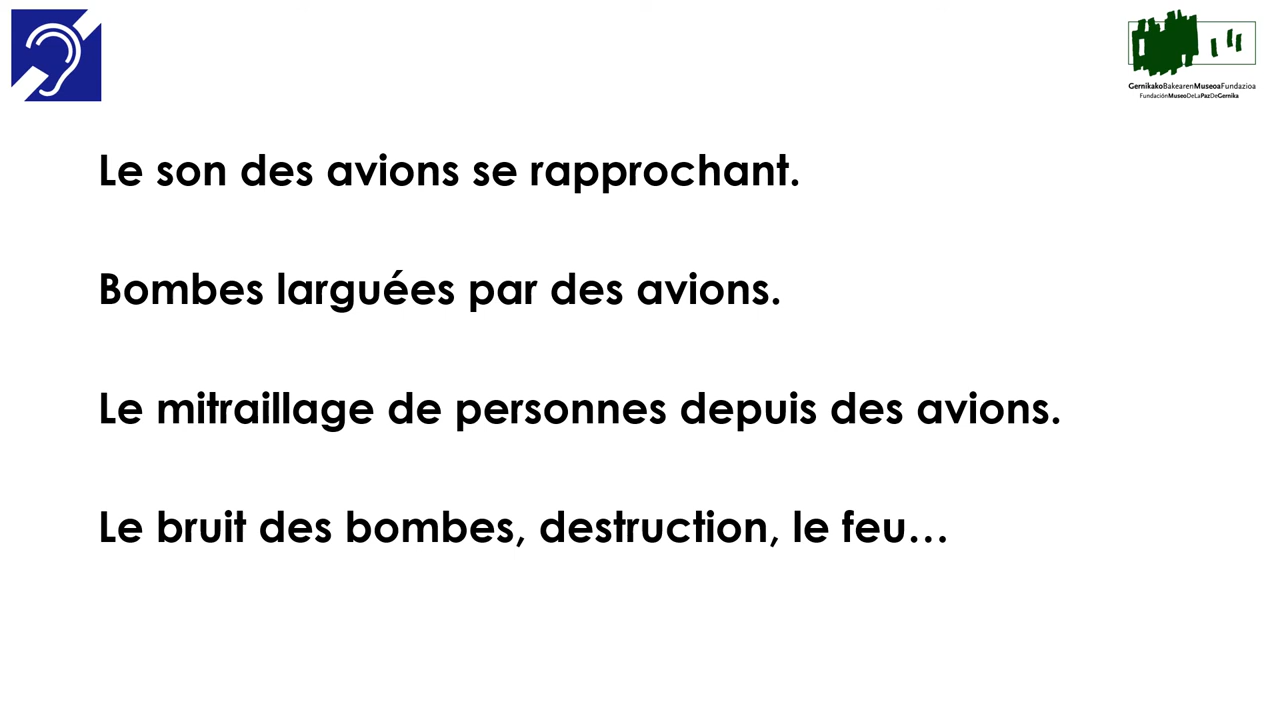 GernikakoBakearenMuseoaFundazioa
FundaciónMuseoDeLaPazDeGernika
Le son des avions se rapprochant.
Bombes larguées par des avions.
Le mitraillage de personnes depuis des avions.
Le bruit des bombes, destruction, le feu…